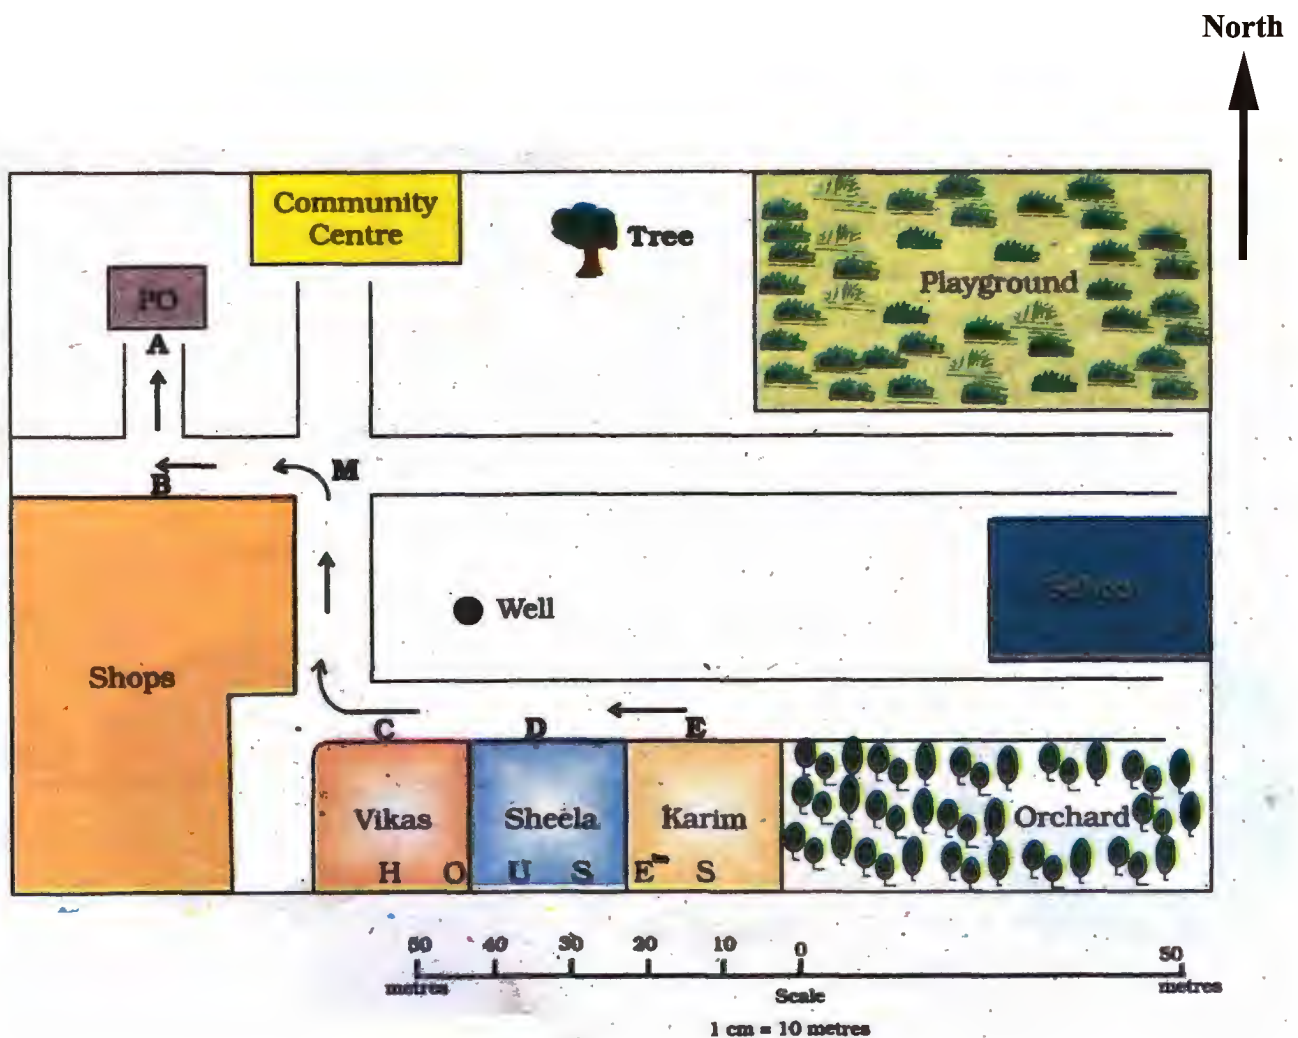 North
Community
Centre
Tree
PO
Playground
A
M
B
Well
Shops
C D E
Vikas Sheela Karim Orchard
H O U S E S
50 40 30 20 10 0 50
metres metres
Scale
1 cm = 10 metres